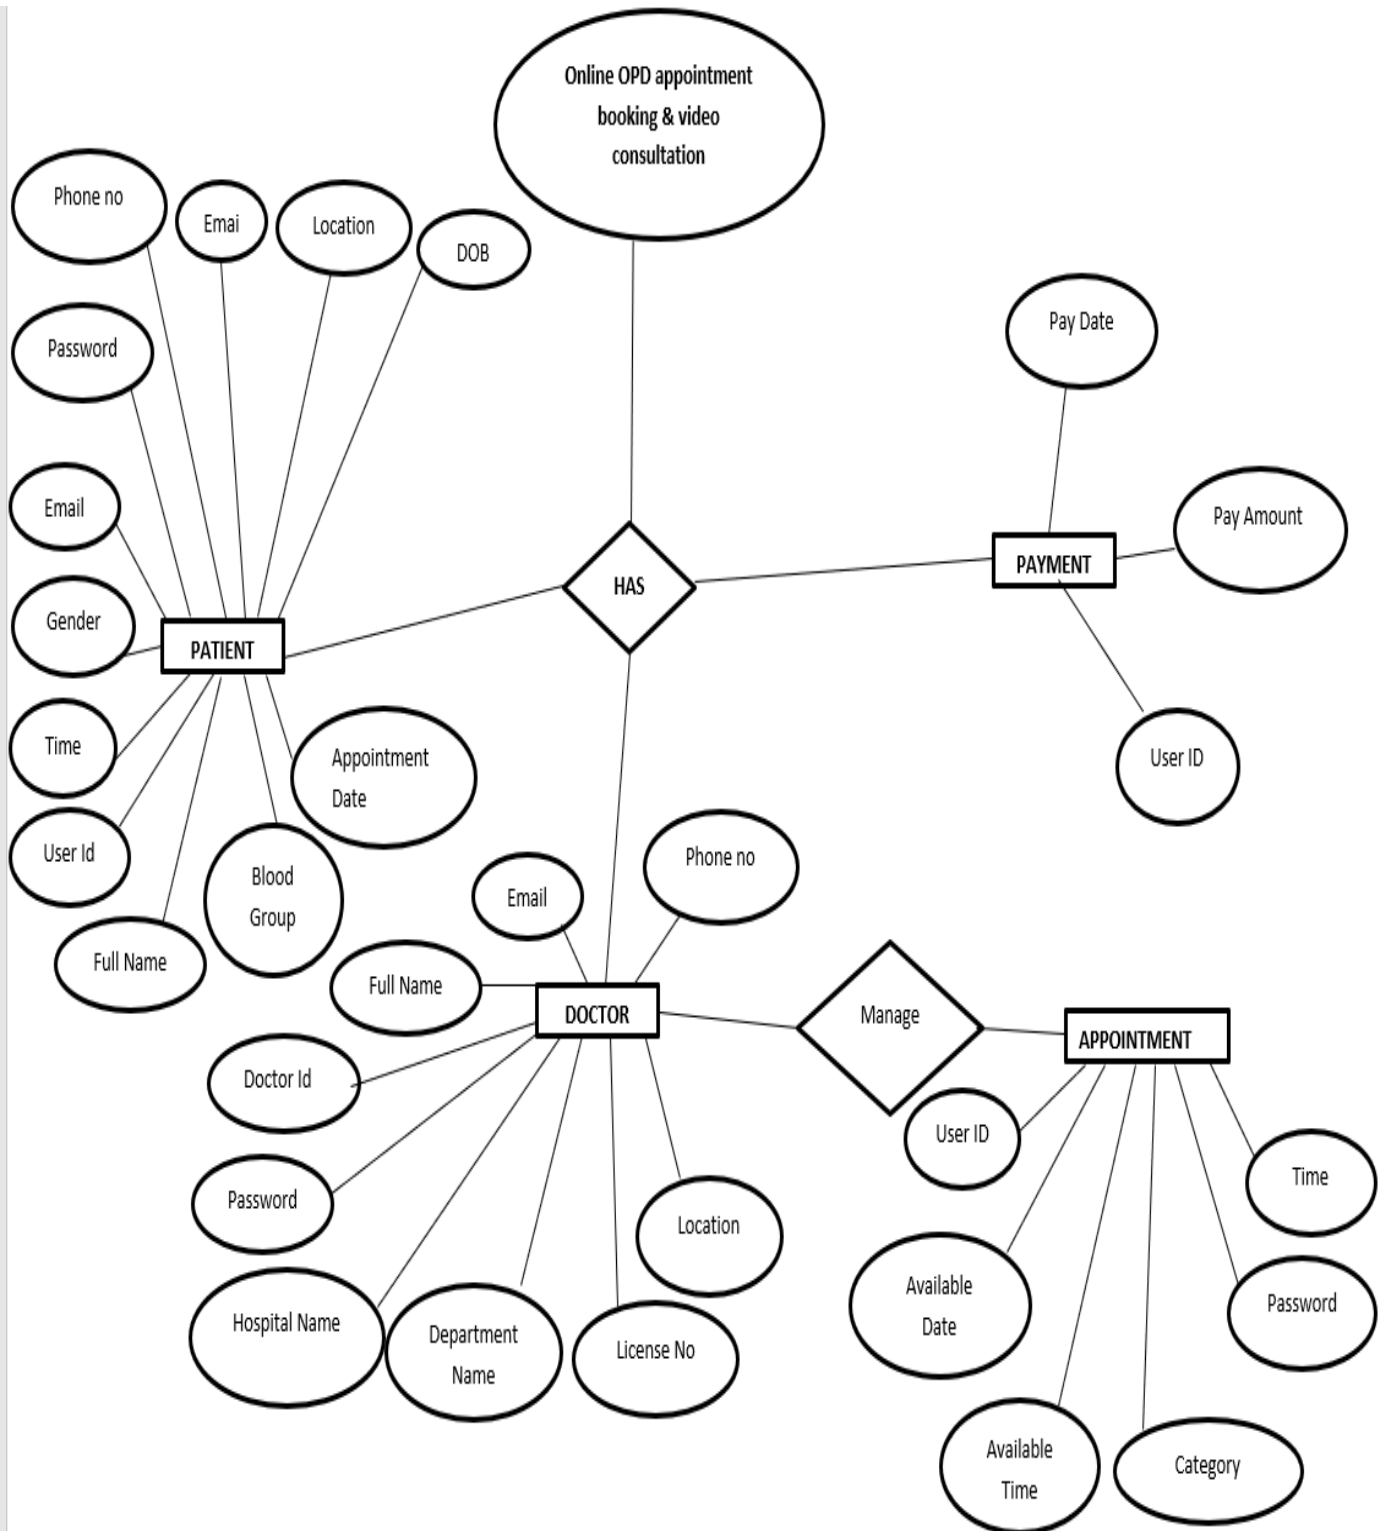 Online OPD appointment
booking & video
consultation
Phone no
Emai
Location
DOB
Password
Email
Gender
PATIENT
Time
User Id
Full Name
Blood
Group
Appointment
Date
HAS
Pay Date
Pay Amount
PAYMENT
User ID
Email
Phone no
Full Name
DOCTOR
Doctor Id
Password
Hospital Name
Department
Name
License No
Location
Manage
APPOINTMENT
User ID
Available
Date
Available
Time
Category
Password
Time